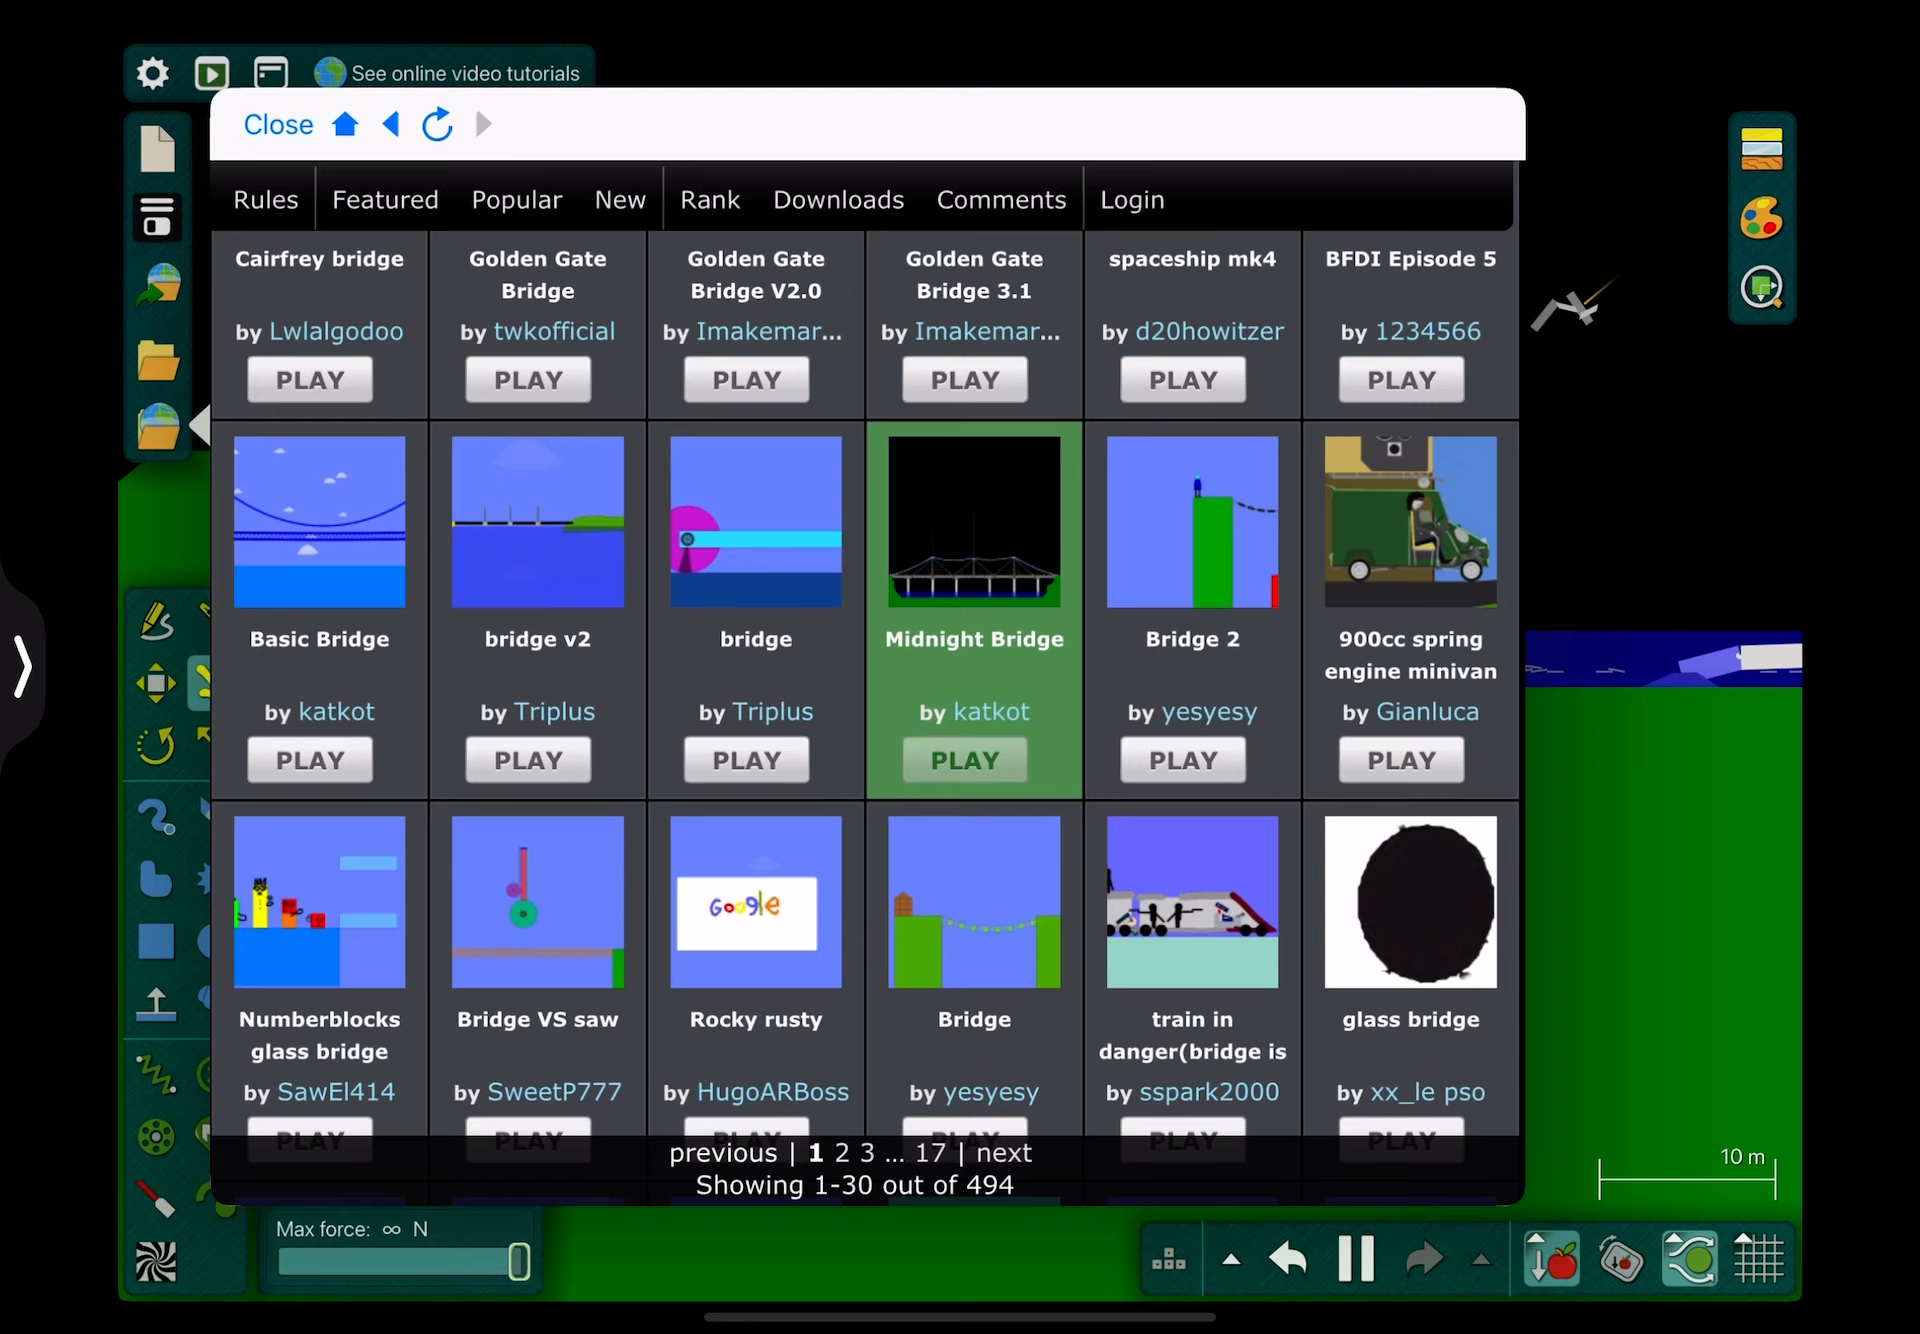 See online video tutorials
Close
Rules Featured Popular New Rank Downloads Comments Login
Cairfrey bridge
by Lwlalgodoo
PLAY
Golden Gate
Bridge
by twkofficial
PLAY
Golden Gate
Bridge V2.0
by Imakemar...
PLAY
Golden Gate
Bridge 3.1
by Imakemar...
PLAY
spaceship mk4
by d20howitzer
PLAY
BFDI Episode 5
by 1234566
PLAY
Basic Bridge
by katkot
PLAY
bridge v2
by Triplus
PLAY
bridge
by Triplus
PLAY
Midnight Bridge
by katkot
PLAY
Bridge 2
by yesyesy
PLAY
900cc spring
engine minivan
by Gianluca
PLAY
Numberblocks
glass bridge
by SawEl414
PLAY
Bridge VS saw
by SweetP777
PLAY
Google
Rocky rusty
by HugoARBoss
PLAY
Bridge
by yesyesy
PLAY
train in
danger(bridge is
by sspark2000
PLAY
glass bridge
by xx_le pso
PLAY
previous | 1 2 3 ... 17 | next
Showing 1-30 out of 494
10 m
Max force: ∞ N